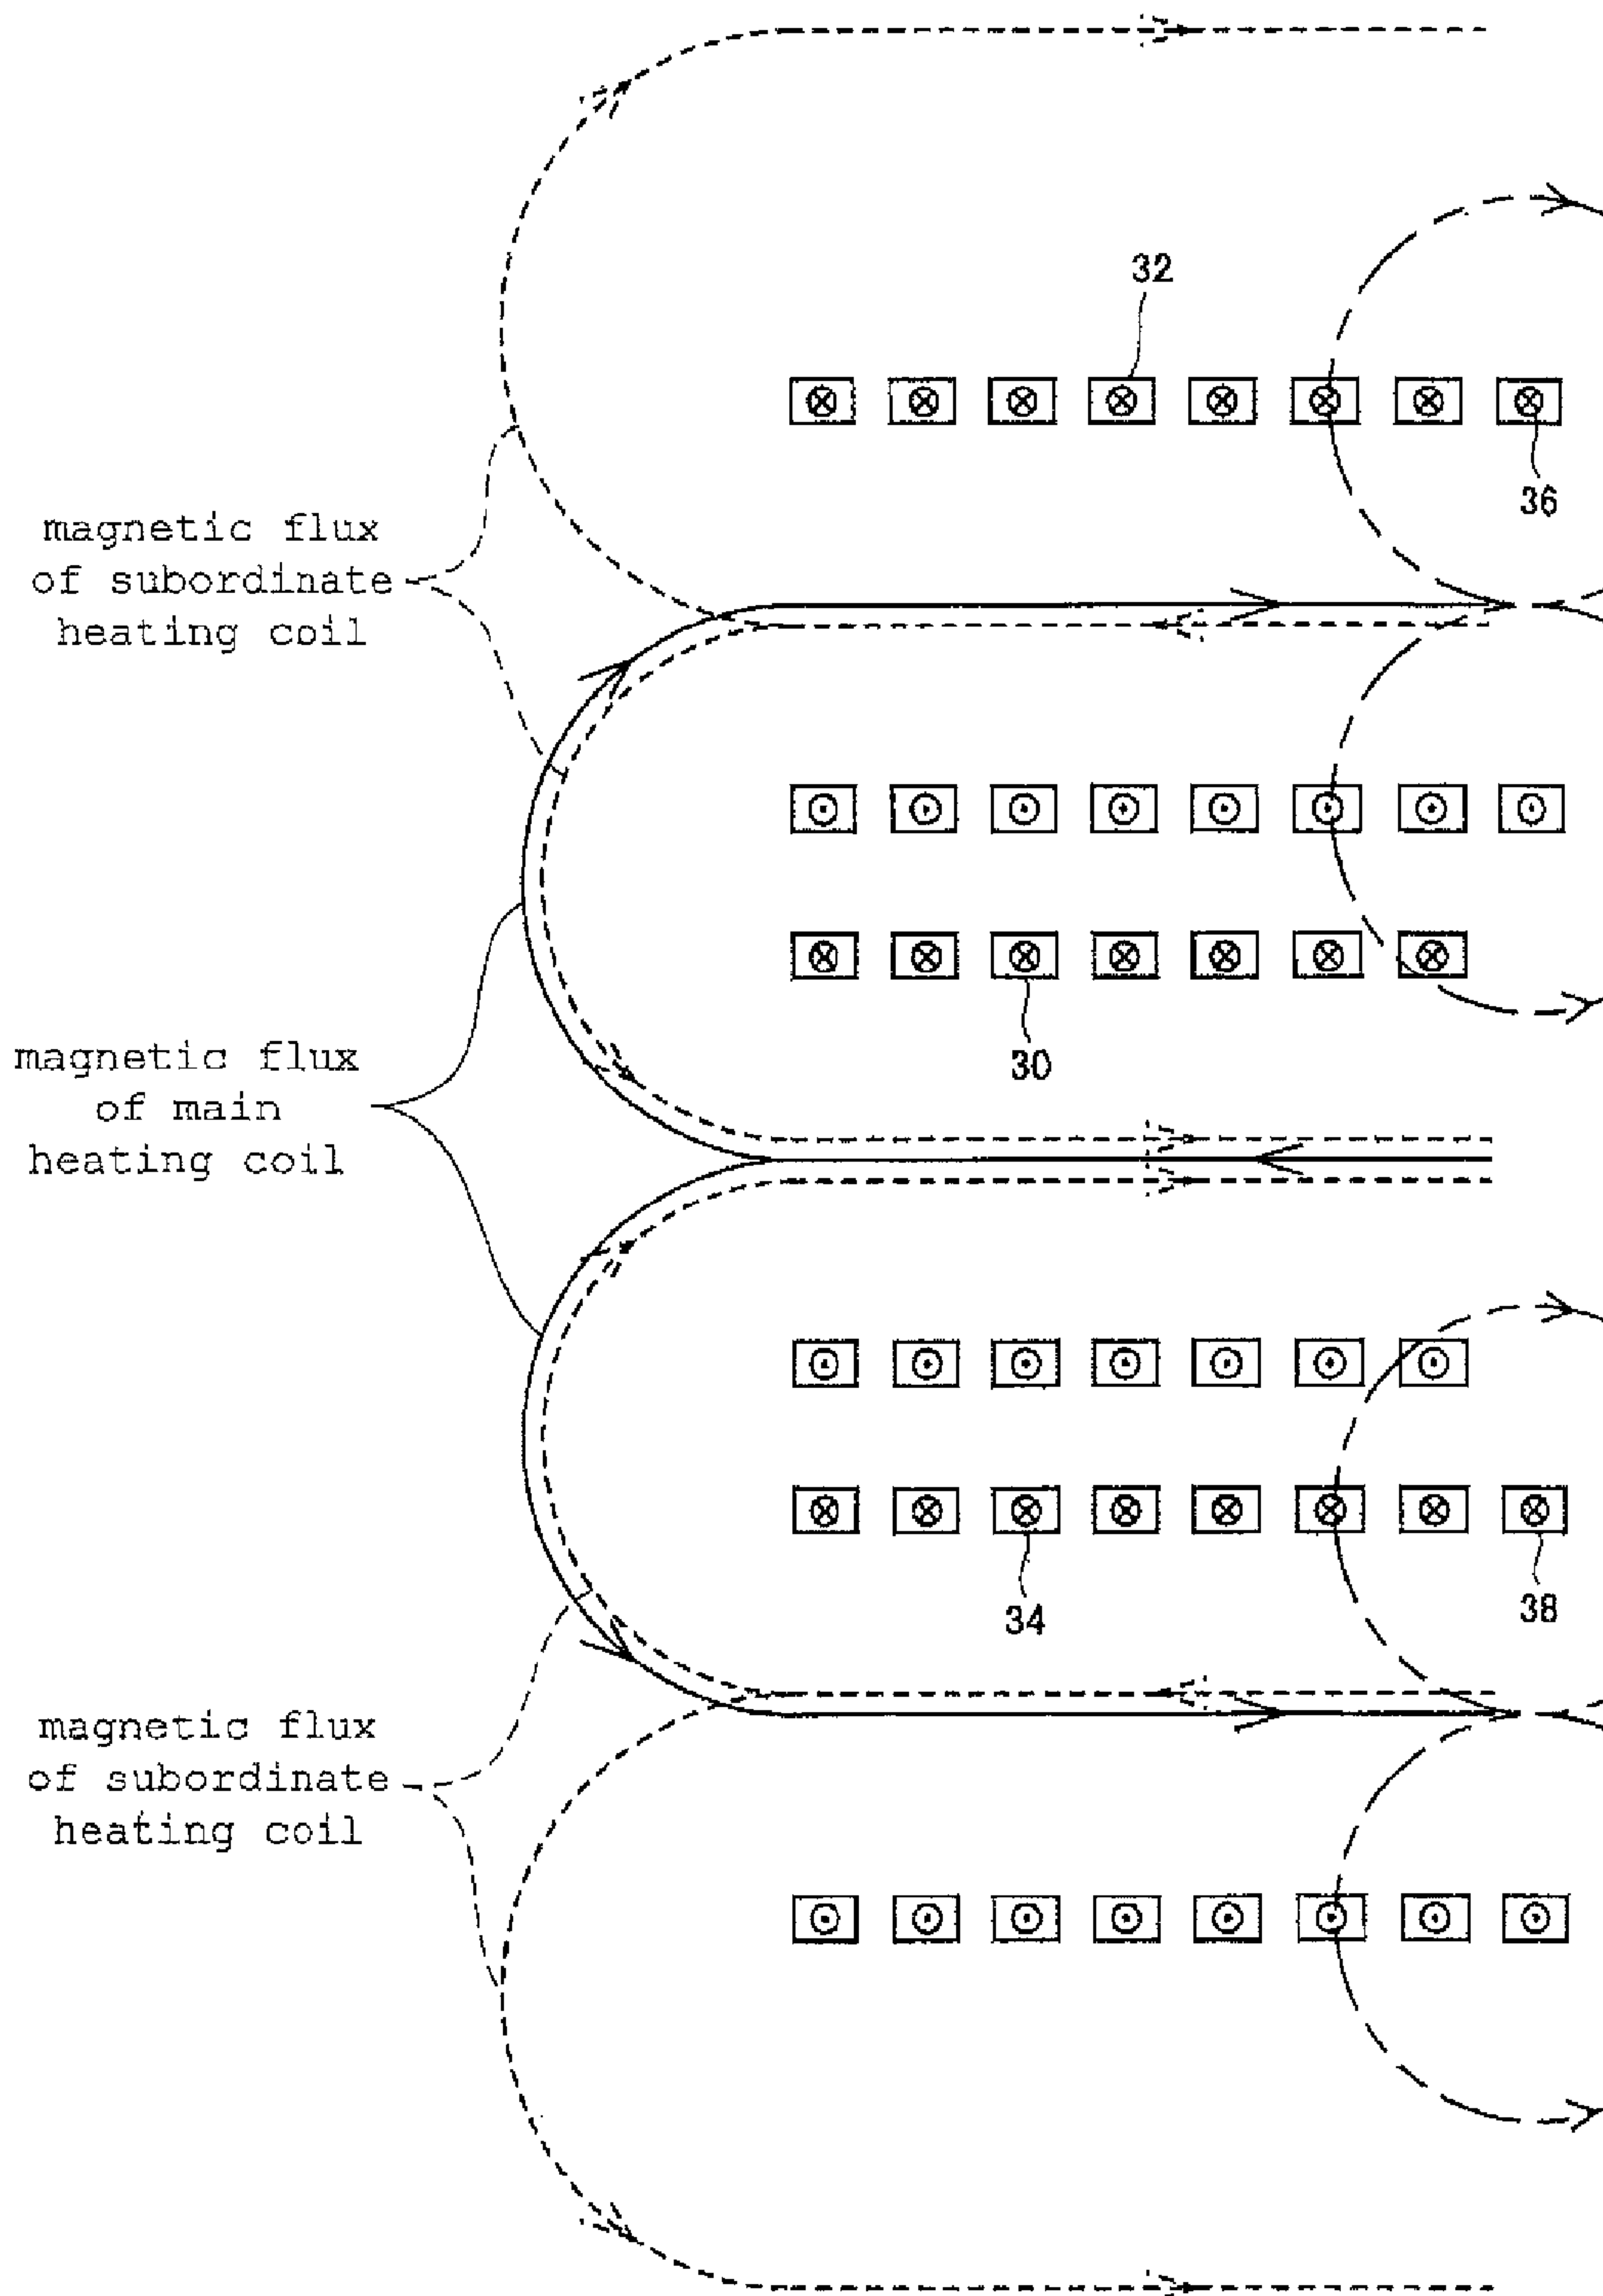 32
36
magnetic flux
of subordinate
heating coil
30
magnetic flux
of main
heating coil
34
38
magnetic flux
of subordinate
heating coil